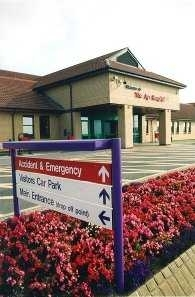 Accident & Emergency
Visitors Car Park
Main Entrance (drop off point)